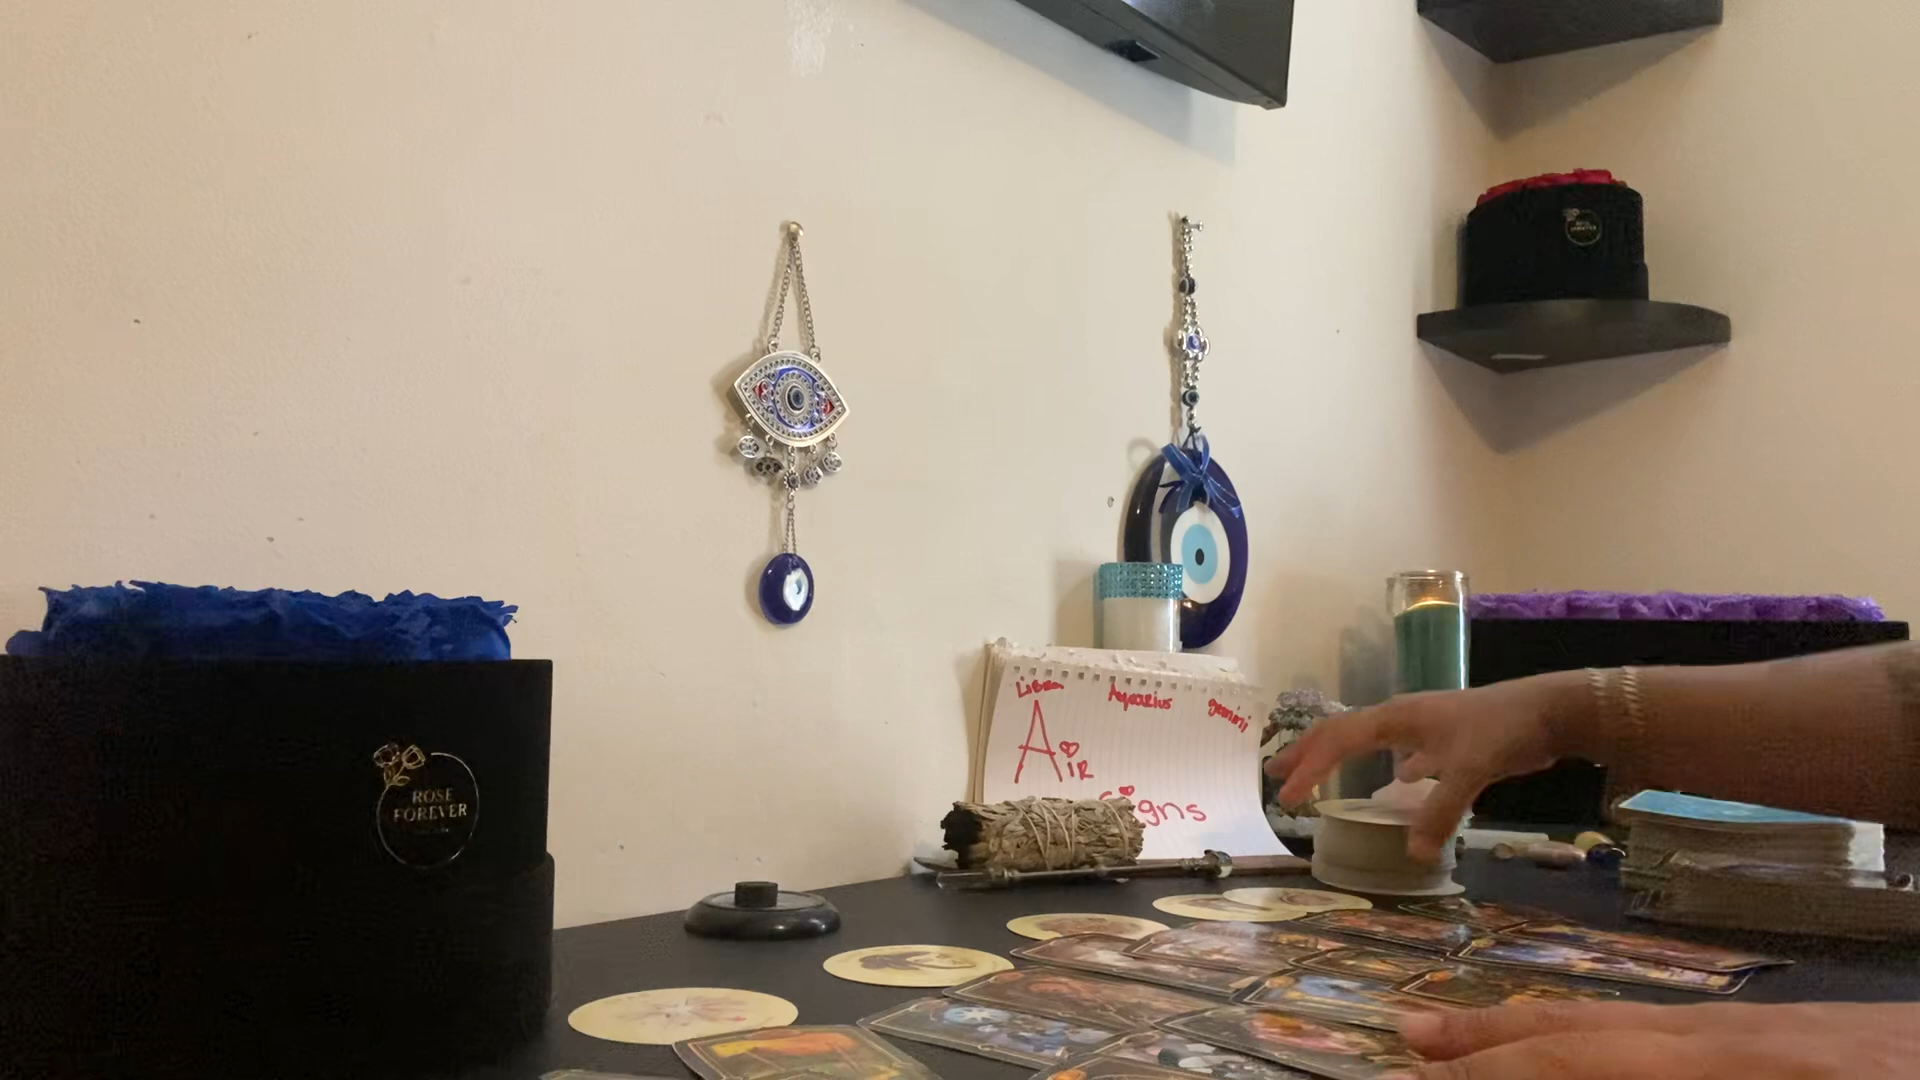 Libra Aquarius gemini
AiR
Signs
ROSE
FOREVER